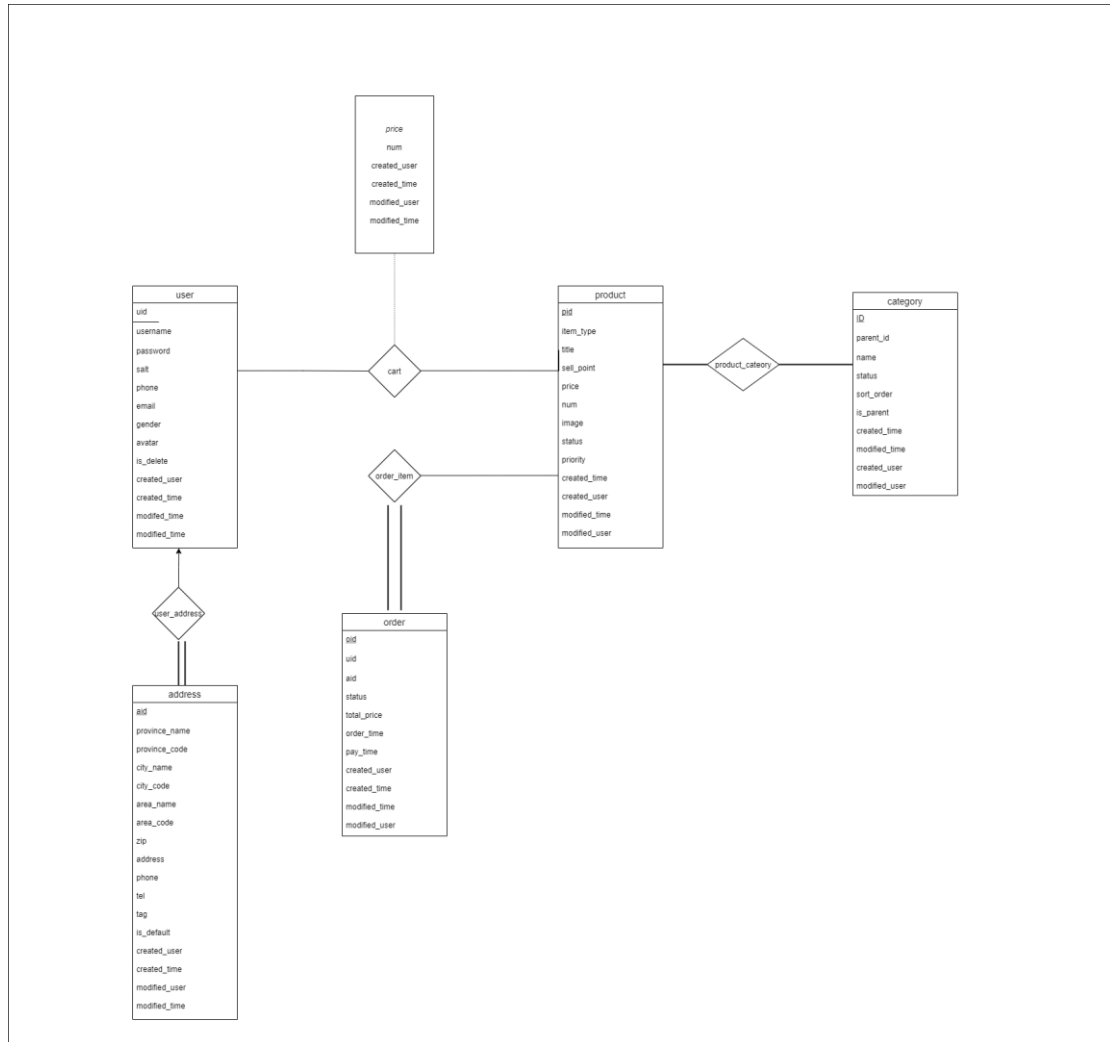 price
num
created_user
created_time
modified_user
modified_time
user
uid
username
password
salt
phone
email
gender
avatar
is_delete
created_user
created_time
modifed_time
modified_time
cart
product
pid
item_type
title
sell_point
price
num
image
status
priority
created_time
created_user
modified_time
modified_user
product_cateory
category
ID
parent_id
name
status
sort_order
is_parent
created_time
modified_time
created_user
modified_user
order_item
user_address
order
oid
uid
aid
status
total_price
order_time
pay_time
created_user
created_time
modified_time
modified_user
address
aid
province_name
province_code
city_name
city_code
area_name
area_code
zip
address
phone
tel
tag
is_default
created_user
created_time
modified_user
modified_time